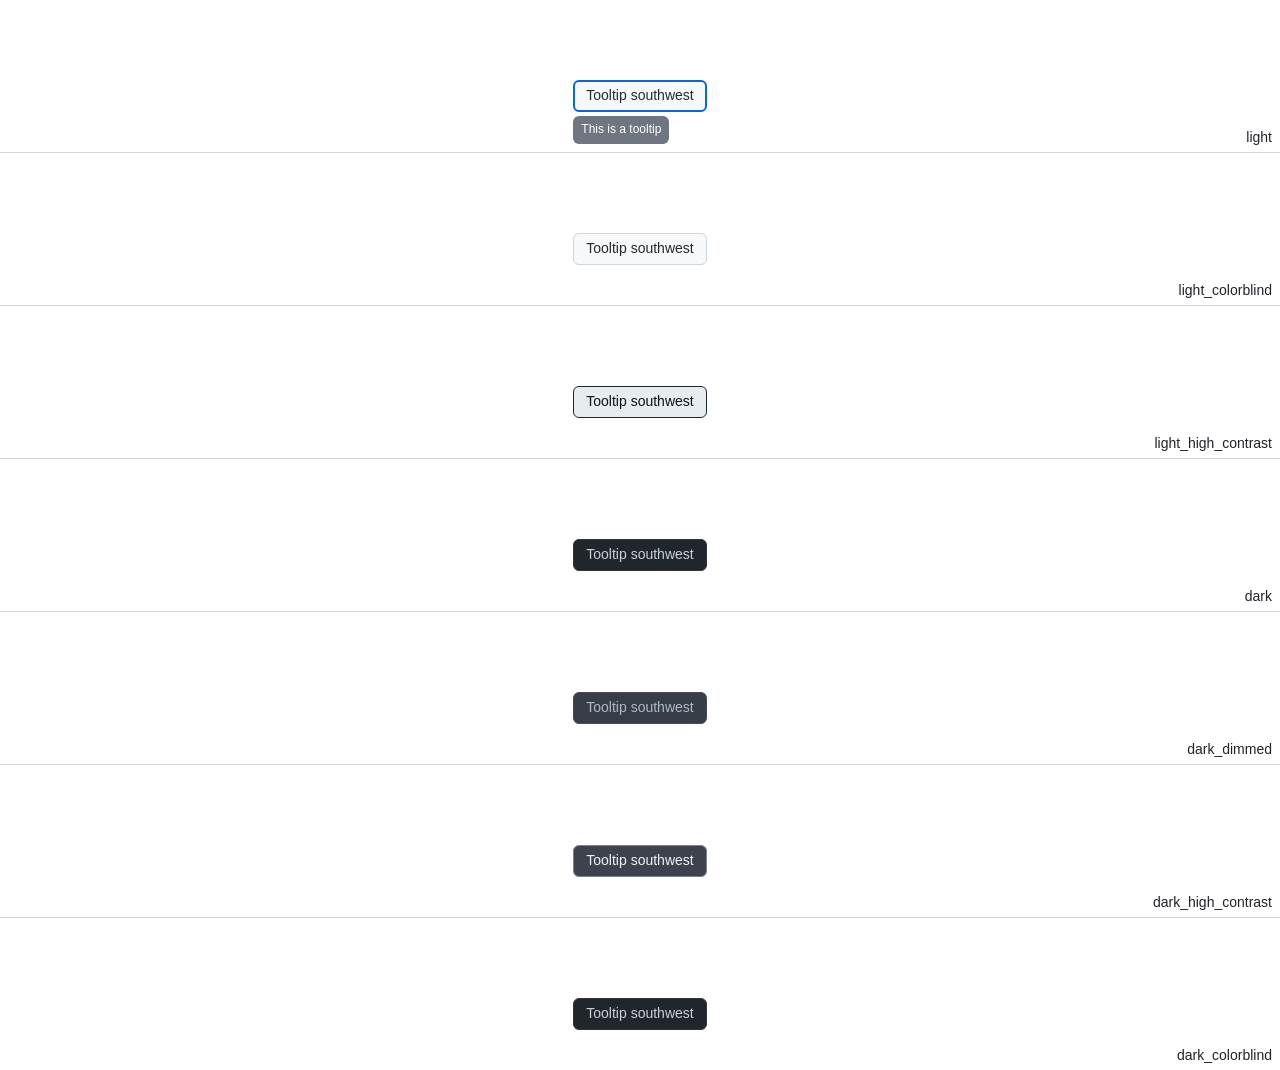 Tooltip southwest
This is a tooltip
light
Tooltip southwest
light_colorblind
Tooltip southwest
light_high_contrast
Tooltip southwest
dark
Tooltip southwest
dark_dimmed
Tooltip southwest
dark_high_contrast
Tooltip southwest
dark_colorblind